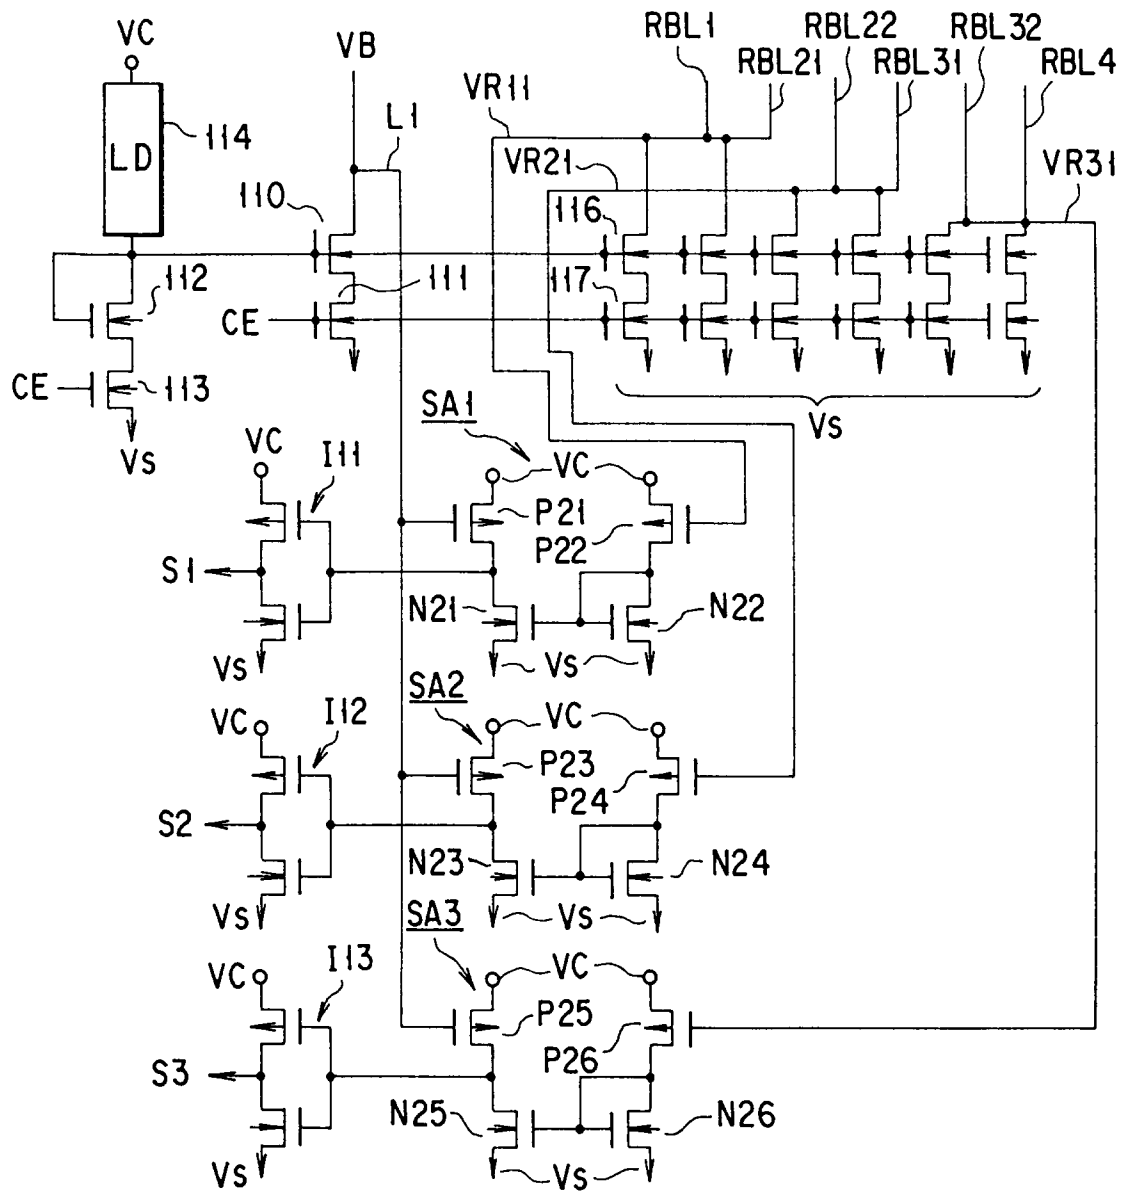 VC
VB
RBL1
RBL22
RBL32
RBL21
RBL31
RBL4
VR11
L1
114
LD
VR21
VR31
110
116
112
111
117
CE
CE
113
Vs
Vs
SA1
VC
I11
VC
P21
P22
S1
N21
N22
Vs
Vs
SA2
VC
I12
VC
P23
P24
S2
N23
N24
Vs
Vs
SA3
VC
I13
VC
P25
P26
S3
N25
N26
Vs
Vs